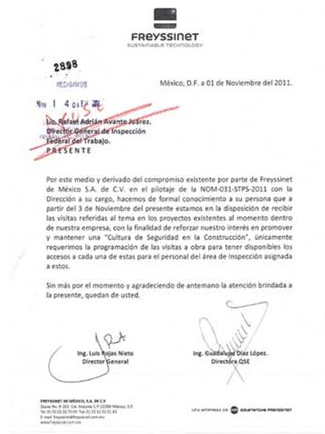 FREYSSINET
SUSTAINABLE TECHNOLOGY
2898
México, D.F. a 01 de Noviembre del 2011.
Lic. Rafael Adrián Avante Juárez.
Director General de Inspección
Federal del Trabajo.
P R E S E N T E
Por este medio y derivado del compromiso existente por parte de Freyssinet
de México S.A. de C.V. en el pilotaje de la NOM-031-STPS-2011 con la
Dirección a su cargo, hacemos de formal conocimiento a su persona que a
partir del 3 de Noviembre del presente estamos en la disposición de recibir
las visitas referidas al tema en los proyectos existentes al momento dentro
de nuestra empresa, con la finalidad de reforzar nuestro interés en promover
y mantener una "Cultura de Seguridad en la Construcción", únicamente
requerimos la programación de las visitas a obra para tener disponibles los
accesos a cada una de estas para el personal del área de Inspección asignada
a estos.
Sin más por el momento y agradeciendo de antemano la atención brindada a
la presente, quedan de usted.
Ing. Luis Rojas Nieto
Director General
Ing. Guadalupe Díaz López.
Directora QSE
FREYSSINET DE MÉXICO, S.A. DE C.V.
www.freyssinet.com.mx